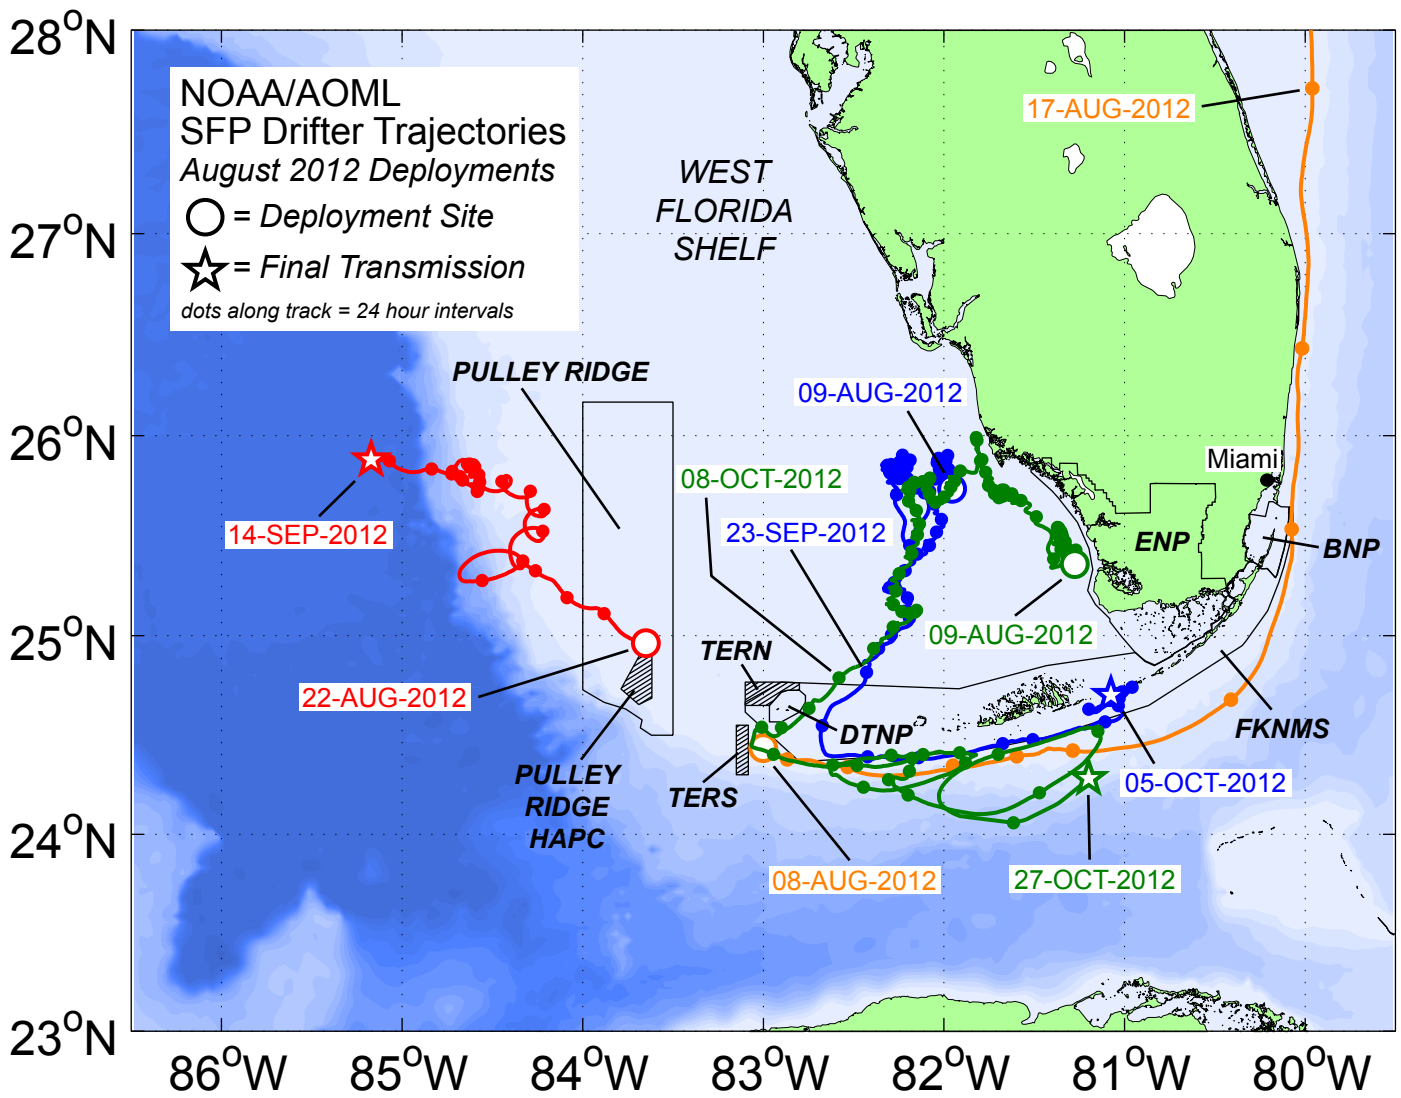 28°N
27°N
26°N
25°N
24°N
23°N
86°W
85°W
84°W
83°W
82°W
81°W
80°W
NOAA/AOML
SFP Drifter Trajectories
August 2012 Deployments
= Deployment Site
= Final Transmission
dots along track = 24 hour intervals
WEST
FLORIDA
SHELF
17-AUG-2012
PULLEY RIDGE
09-AUG-2012
08-OCT-2012
23-SEP-2012
14-SEP-2012
Miami
ENP
BNP
09-AUG-2012
TERN
22-AUG-2012
DTNP
FKNMS
PULLEY
RIDGE
HAPC
TERS
05-OCT-2012
08-AUG-2012
27-OCT-2012